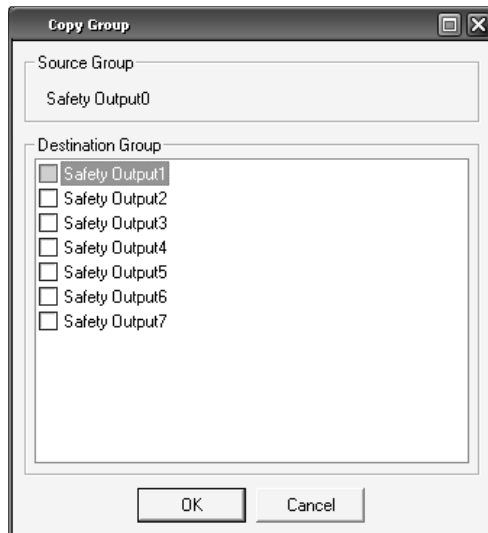 Copy Group
Source Group
Safety Output0
Destination Group
Safety Output1
Safety Output2
Safety Output3
Safety Output4
Safety Output5
Safety Output6
Safety Output7
OK Cancel